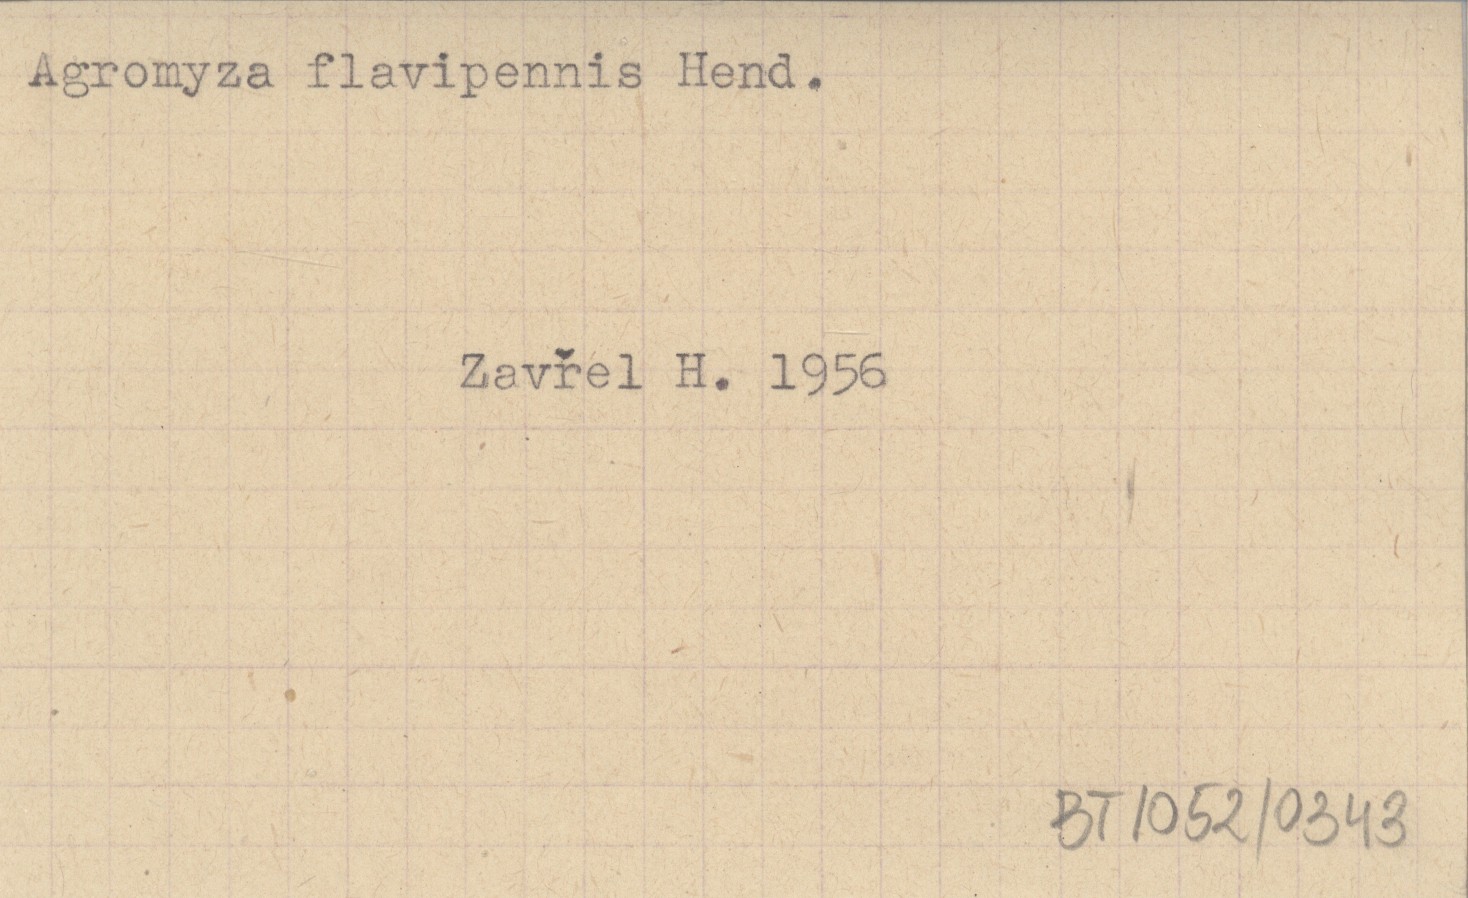 Agromyza flavipennis Hend.
Zavřel H. 1956
BT/052/0343